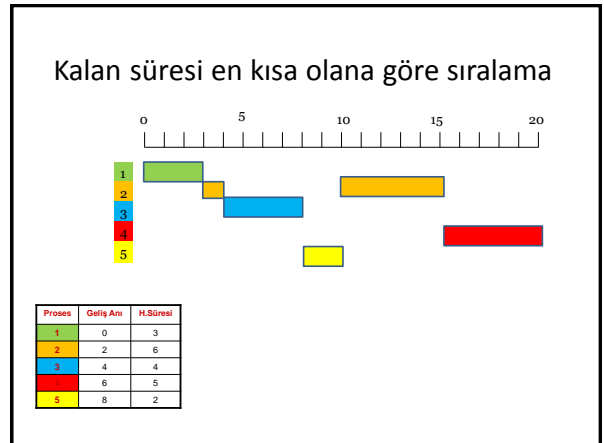 Kalan süresi en kısa olana göre sıralama
0 5 10 15 20
1
2
3
4
5
Proses Geliş Anı H.Süresi
1 0 3
2 2 6
3 4 4
4 6 5
5 8 2